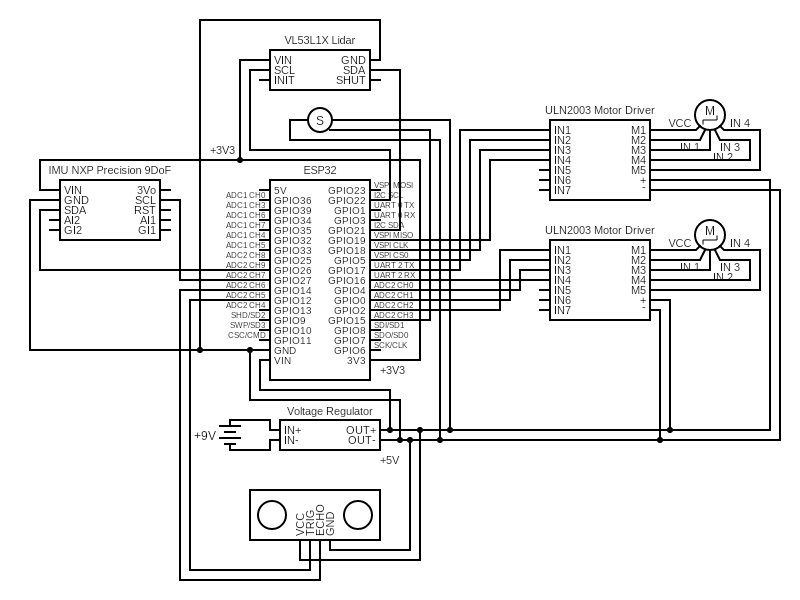 VL53L1X Lidar
VIN GND
SCL SDA
INIT SHUT
S
+3V3
IMU NXP Precision 9DoF
VIN 3Vo
GND SCL
SDA RST
AI2 AI1
GI2 GI1
ESP32
5V GPIO23 VSPI MOSI
ADC1 CH0 GPIO36 GPIO22 I2C SCL
ADC1 CH3 GPIO39 GPIO1 UART 0 TX
ADC1 CH6 GPIO34 GPIO3 UART 0 RX
ADC1 CH7 GPIO35 GPIO21 I2C SDA
ADC1 CH4 GPIO32 GPIO19 VSPI MISO
ADC1 CH5 GPIO33 GPIO18 VSPI CLK
ADC2 CH8 GPIO25 GPIO5 VSPI CS0
ADC2 CH9 GPIO26 GPIO17 UART 2 TX
ADC2 CH7 GPIO27 GPIO16 UART 2 RX
ADC2 CH6 GPIO14 GPIO4 ADC2 CH0
ADC2 CH5 GPIO12 GPIO0 ADC2 CH1
ADC2 CH4 GPIO13 GPIO2 ADC2 CH2
SHD/SD2 GPIO9 GPIO15 ADC2 CH3
SWP/SD3 GPIO10 GPIO8 SDI/SD1
CSC/CMD GPIO11 GPIO7 SDO/SD0
GND GPIO6 SCK/CLK
VIN 3V3
+3V3
ULN2003 Motor Driver
IN1 M1
IN2 M2
IN3 M3
IN4 M4
IN5 M5
IN6 +
IN7 -
M
VCC IN 4
IN 1 IN 3
IN 2
ULN2003 Motor Driver
IN1 M1
IN2 M2
IN3 M3
IN4 M4
IN5 M5
IN6 +
IN7 -
M
VCC IN 4
IN 1 IN 3
IN 2
Voltage Regulator
+9V
IN+ OUT+
IN- OUT-
+5V
VCC
TRIG
ECHO
GND